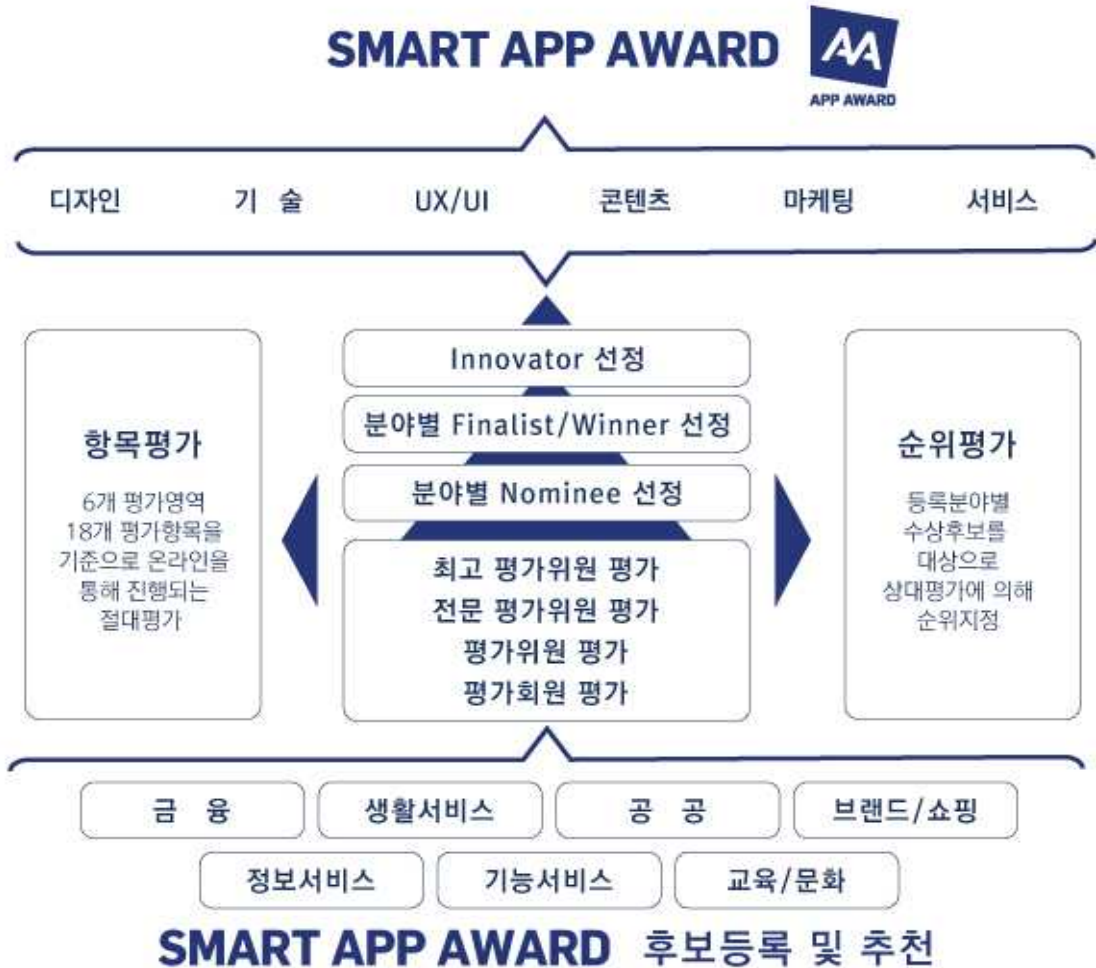 SMART APP AWARD
AA
APP AWARD
디자인 기 술 UX/UI 콘텐츠 마케팅 서비스
Innovator 선정
분야별 Finalist/Winner 선정
분야별 Nominee 선정
항목평가
6개 평가영역
18개 평가항목을
기준으로 온라인을
통해 진행되는
절대평가
최고 평가위원 평가
전문 평가위원 평가
평가위원 평가
평가회원 평가
순위평가
등록분야별
수상후보를
대상으로
상대평가에 의해
순위지정
금 융 생활서비스 공 공 브랜드/쇼핑
정보서비스 기능서비스 교육/문화
SMART APP AWARD 후보등록 및 추천